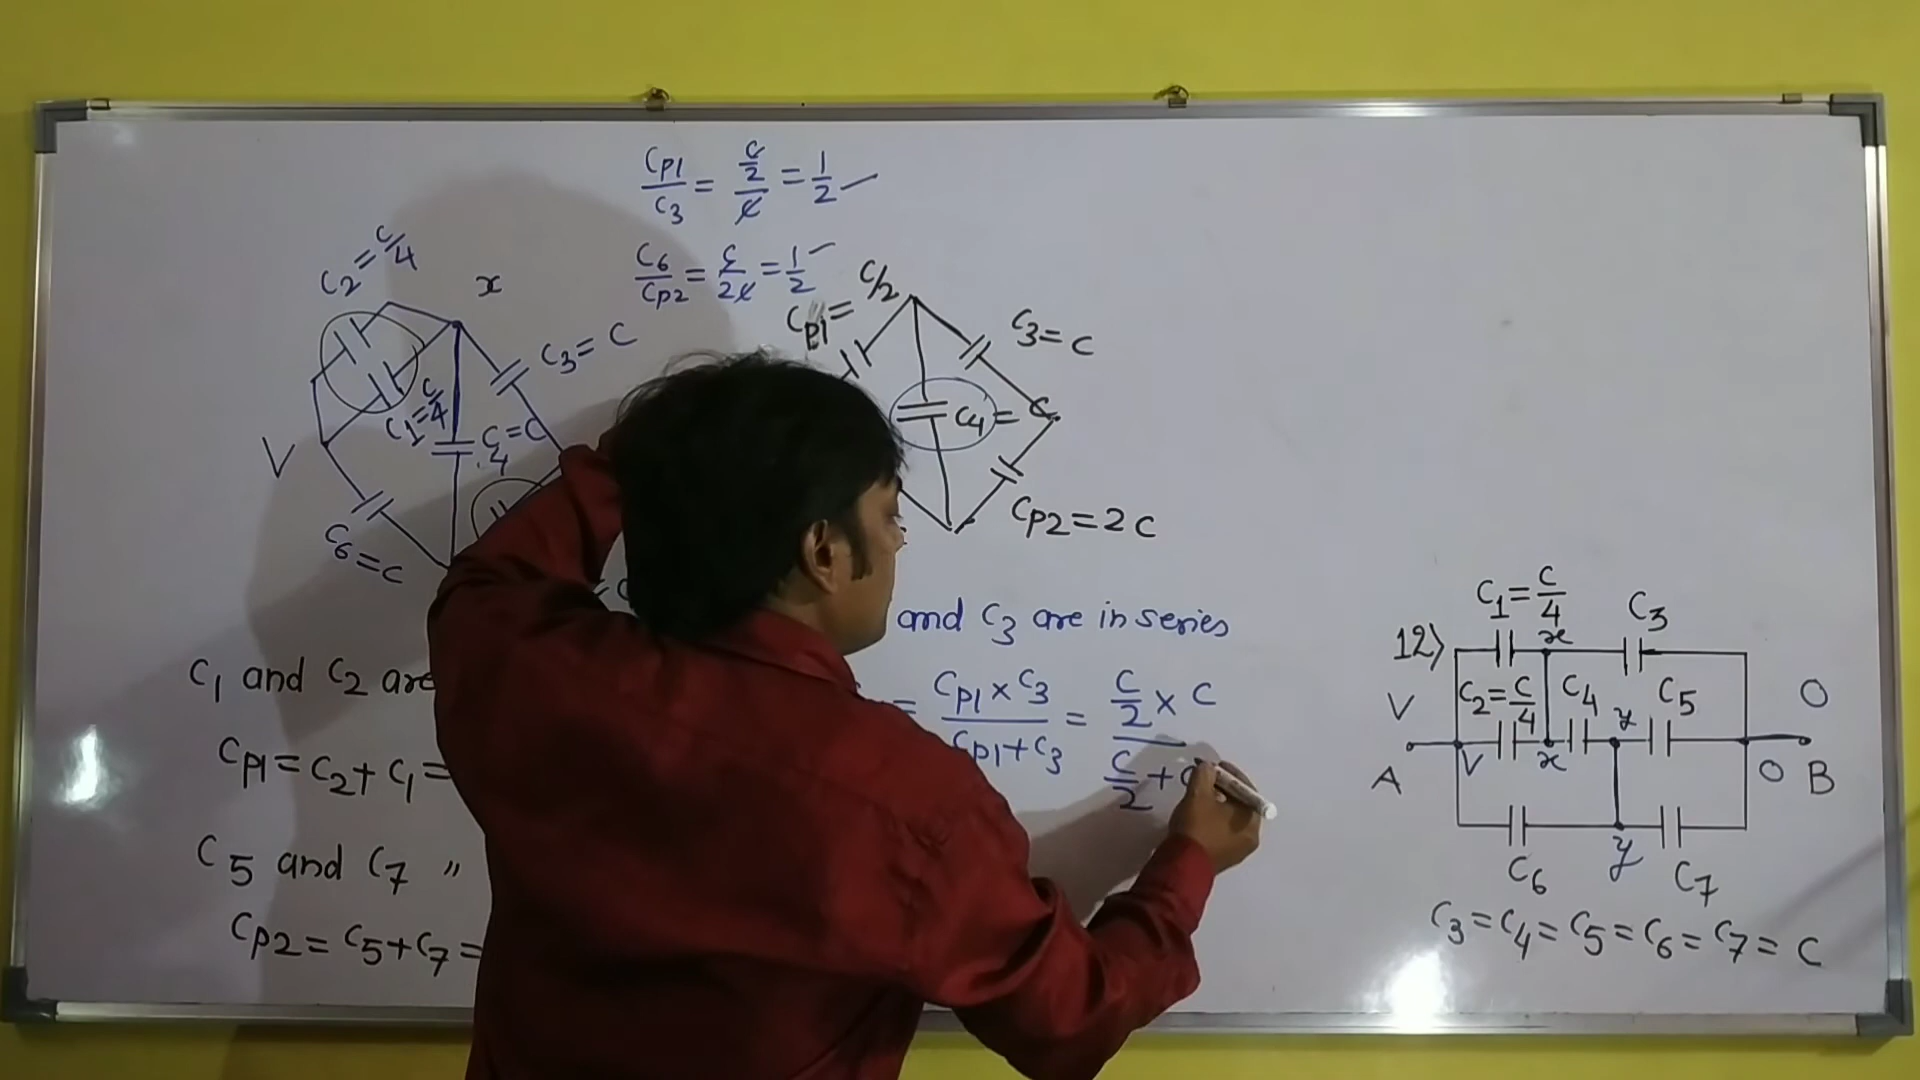 Cp1/C3 = (C/2)/C = 1/2
C6/Cp2 = C/2C = 1/2
C2 = C/4
x
C3 = C
C1 = C/4
C4 = C
V
C6 = C
Cp1 = C/2
C3 = C
C4 = C
Cp2 = 2C
and C3 are in series
= (Cp1 × C3)/(Cp1 + C3) = (C/2 × C)/(C/2 + C
C1 and C2 are
Cp1 = C2 + C1 =
C5 and C7 "
Cp2 = C5 + C7 =
12)
C1 = C/4
C3
x
V
C2 = C/4
C4
C5
y
O
A
V
x
O
B
C6
y
C7
C3 = C4 = C5 = C6 = C7 = C